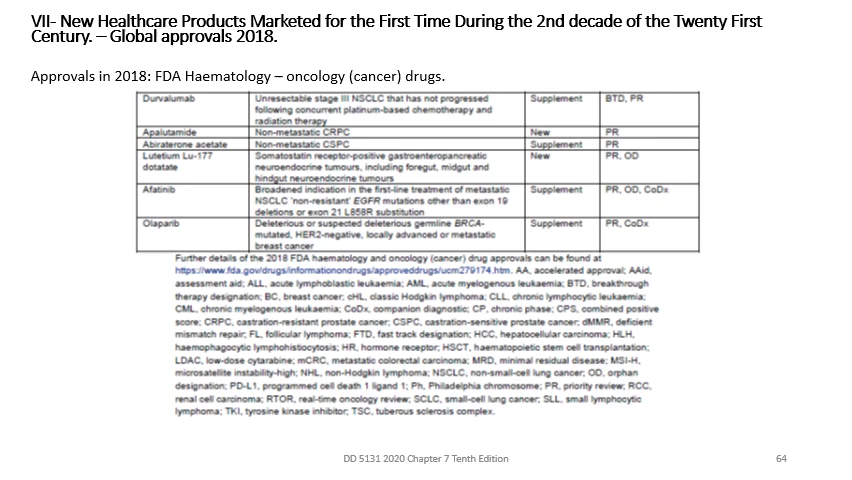 VII- New Healthcare Products Marketed for the First Time During the 2nd decade of the Twenty First
Century. – Global approvals 2018.
Approvals in 2018: FDA Haematology – oncology (cancer) drugs.
Durvalumab Unresectable stage III NSCLC that has not progressed Supplement BTD, PR
following concurrent platinum-based chemotherapy and
radiation therapy
Apalutamide Non-metastatic CRPC New PR
Abiraterone acetate Non-metastatic CSPC Supplement PR
Lutetium Lu-177 Somatostatin receptor-positive gastroenteropancreatic New PR, OD
dotatate neuroendocrine tumours, including foregut, midgut and
hindgut neuroendocrine tumours
Afatinib Broadened indication in the first-line treatment of metastatic Supplement PR, OD, CoDx
NSCLC 'non-resistant' EGFR mutations other than exon 19
deletions or exon 21 L858R substitution
Olaparib Deleterious or suspected deleterious germline BRCA- Supplement PR, CoDx
mutated, HER2-negative, locally advanced or metastatic
breast cancer
Further details of the 2018 FDA haematology and oncology (cancer) drug approvals can be found at
https://www.fda.gov/drugs/informationondrugs/approveddrugs/ucm279174.htm. AA, accelerated approval; AAid,
assessment aid; ALL, acute lymphoblastic leukaemia; AML, acute myelogenous leukaemia; BTD, breakthrough
therapy designation; BC, breast cancer; cHL, classic Hodgkin lymphoma; CLL, chronic lymphocytic leukaemia;
CML, chronic myelogenous leukaemia; CoDx, companion diagnostic; CP, chronic phase; CPS, combined positive
score; CRPC, castration-resistant prostate cancer; CSPC, castration-sensitive prostate cancer; dMMR, deficient
mismatch repair; FL, follicular lymphoma; FTD, fast track designation; HCC, hepatocellular carcinoma; HLH,
haemophagocytic lymphohistiocytosis; HR, hormone receptor; HSCT, haematopoietic stem cell transplantation;
LDAC, low-dose cytarabine; mCRC, metastatic colorectal carcinoma; MRD, minimal residual disease; MSI-H,
microsatellite instability-high; NHL, non-Hodgkin lymphoma; NSCLC, non-small-cell lung cancer; OD, orphan
designation; PD-L1, programmed cell death 1 ligand 1; Ph, Philadelphia chromosome; PR, priority review; RCC,
renal cell carcinoma; RTOR, real-time oncology review; SCLC, small-cell lung cancer; SLL, small lymphocytic
lymphoma; TKI, tyrosine kinase inhibitor; TSC, tuberous sclerosis complex.
DD 5131 2020 Chapter 7 Tenth Edition
64